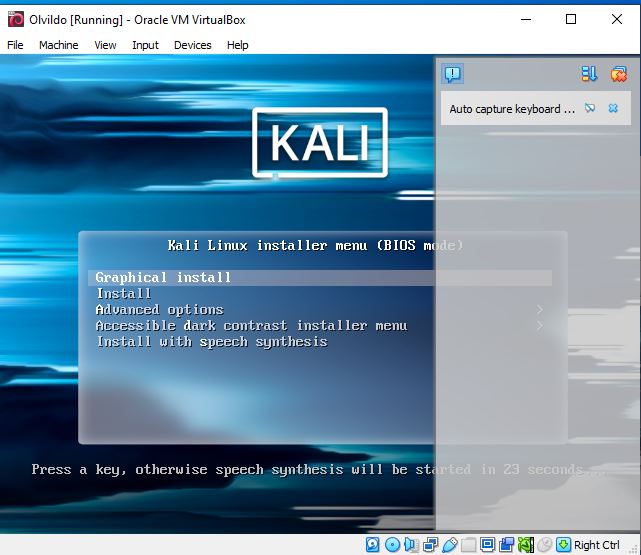 Olvildo [Running] - Oracle VM VirtualBox
File Machine View Input Devices Help
Auto capture keyboard ...
KALI
Kali Linux installer menu (BIOS mode)
Graphical install
Install
Advanced options
Accessible dark contrast installer menu
Install with speech synthesis
Press a key, otherwise speech synthesis will be started in 23 seconds...
Right Ctrl